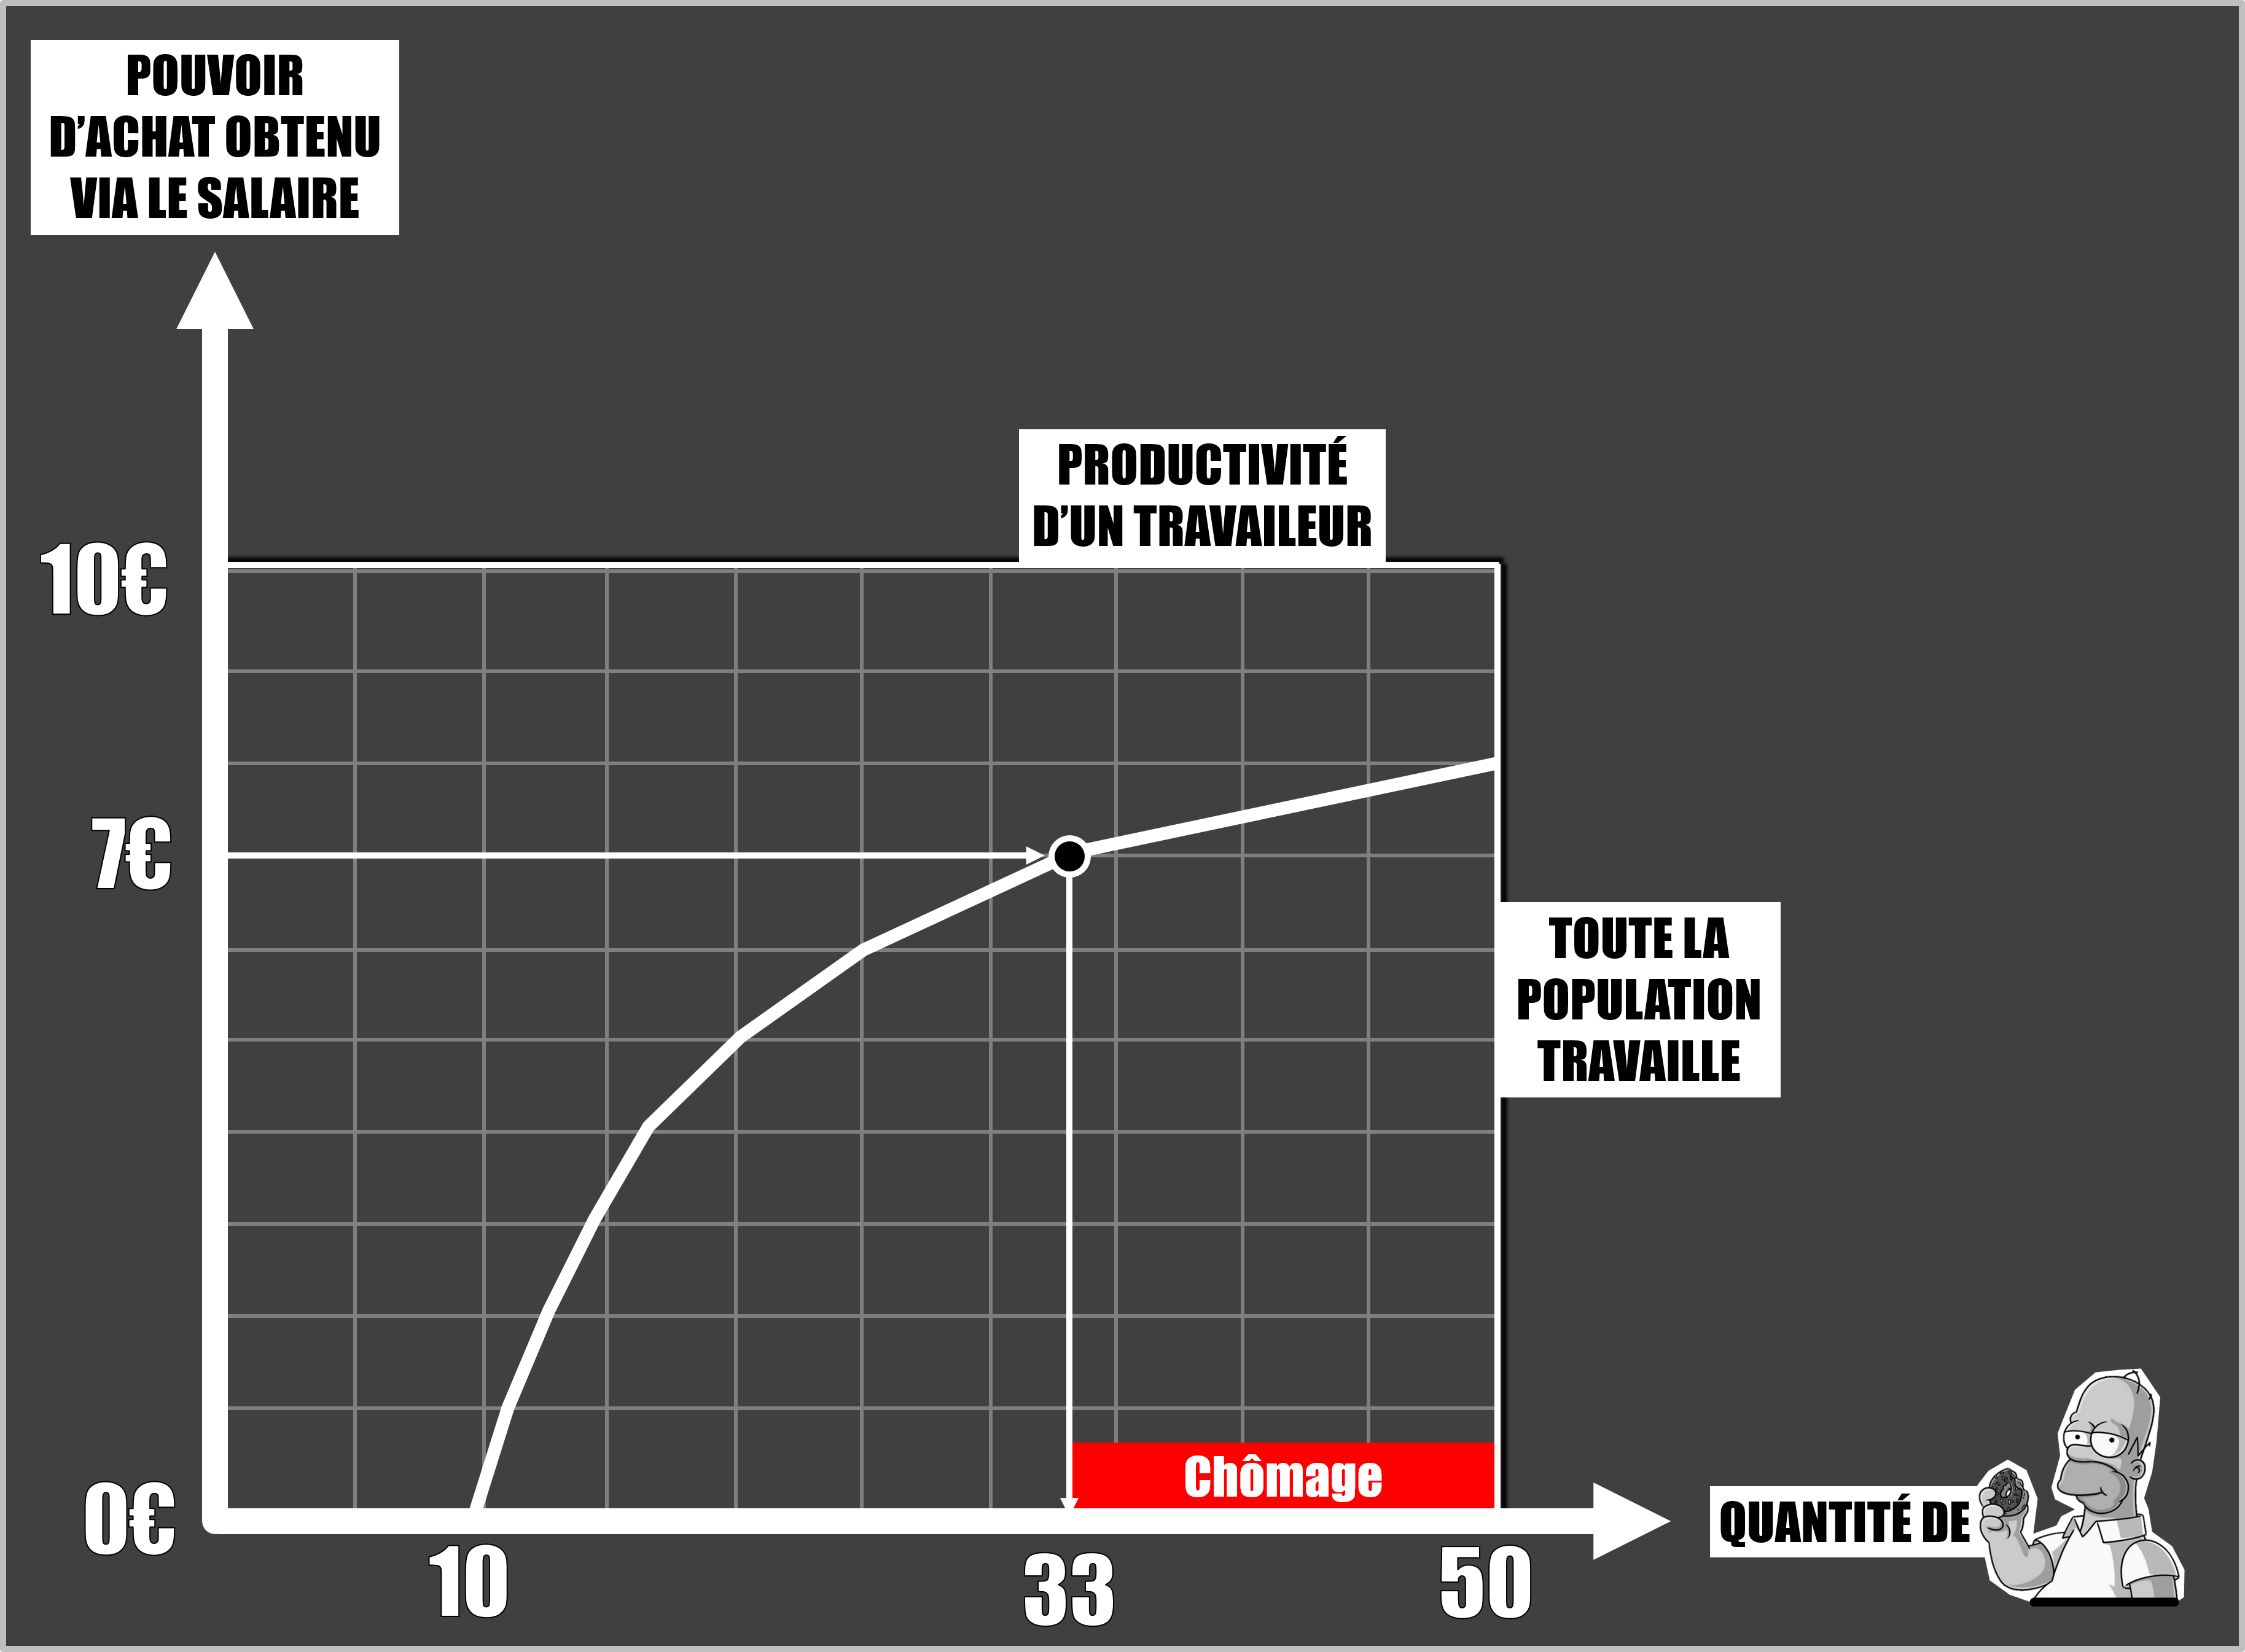 POUVOIR
D’ACHAT OBTENU
VIA LE SALAIRE
PRODUCTIVITÉ
D’UN TRAVAILEUR
10€
7€
TOUTE LA
POPULATION
TRAVAILLE
Chômage
0€
QUANTITÉ DE
10
33
50